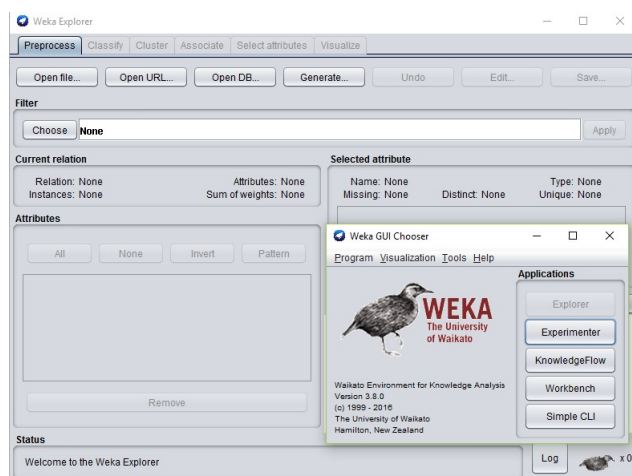 Weka Explorer
Preprocess Classify Cluster Associate Select attributes Visualize
Open file... Open URL... Open DB... Generate... Undo Edit... Save...
Filter
Choose None Apply
Current relation
Relation: None Attributes: None
Instances: None Sum of weights: None
Selected attribute
Name: None Type: None
Missing: None Distinct: None Unique: None
Attributes
All None Invert Pattern
Remove
Weka GUI Chooser
Program Visualization Tools Help
WEKA
The University
of Waikato
Waikato Environment for Knowledge Analysis
Version 3.8.0
(c) 1999 - 2016
The University of Waikato
Hamilton, New Zealand
Applications
Explorer
Experimenter
KnowledgeFlow
Workbench
Simple CLI
Status
Welcome to the Weka Explorer
Log x 0